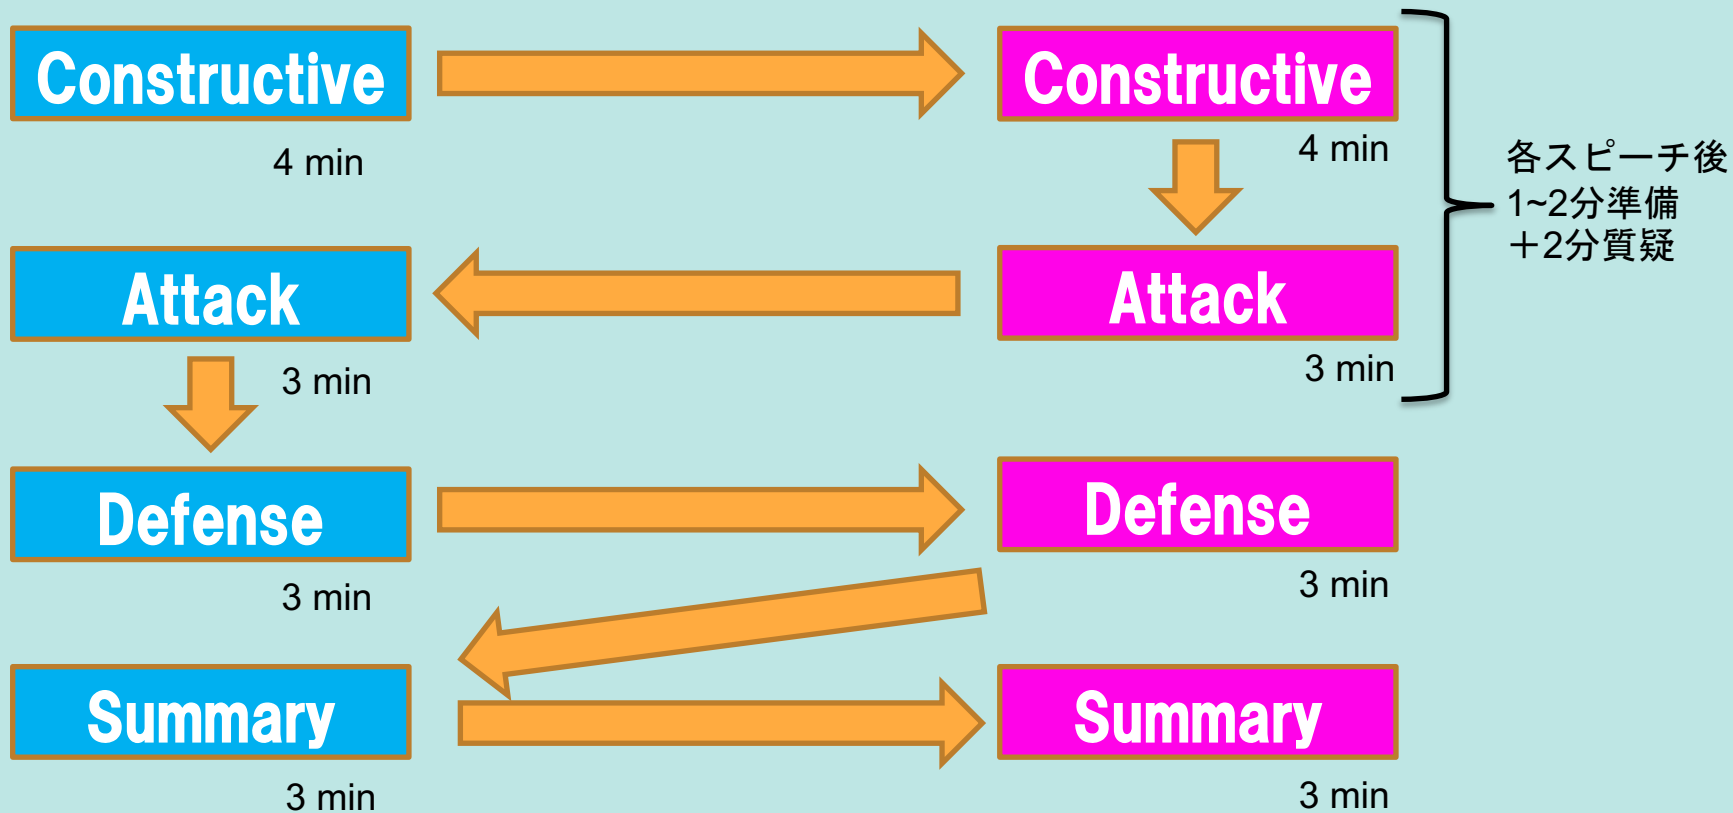 Constructive
Constructive
4 min
4 min
各スピーチ後
1~2分準備
＋2分質疑
Attack
Attack
3 min
3 min
Defense
Defense
3 min
3 min
Summary
Summary
3 min
3 min